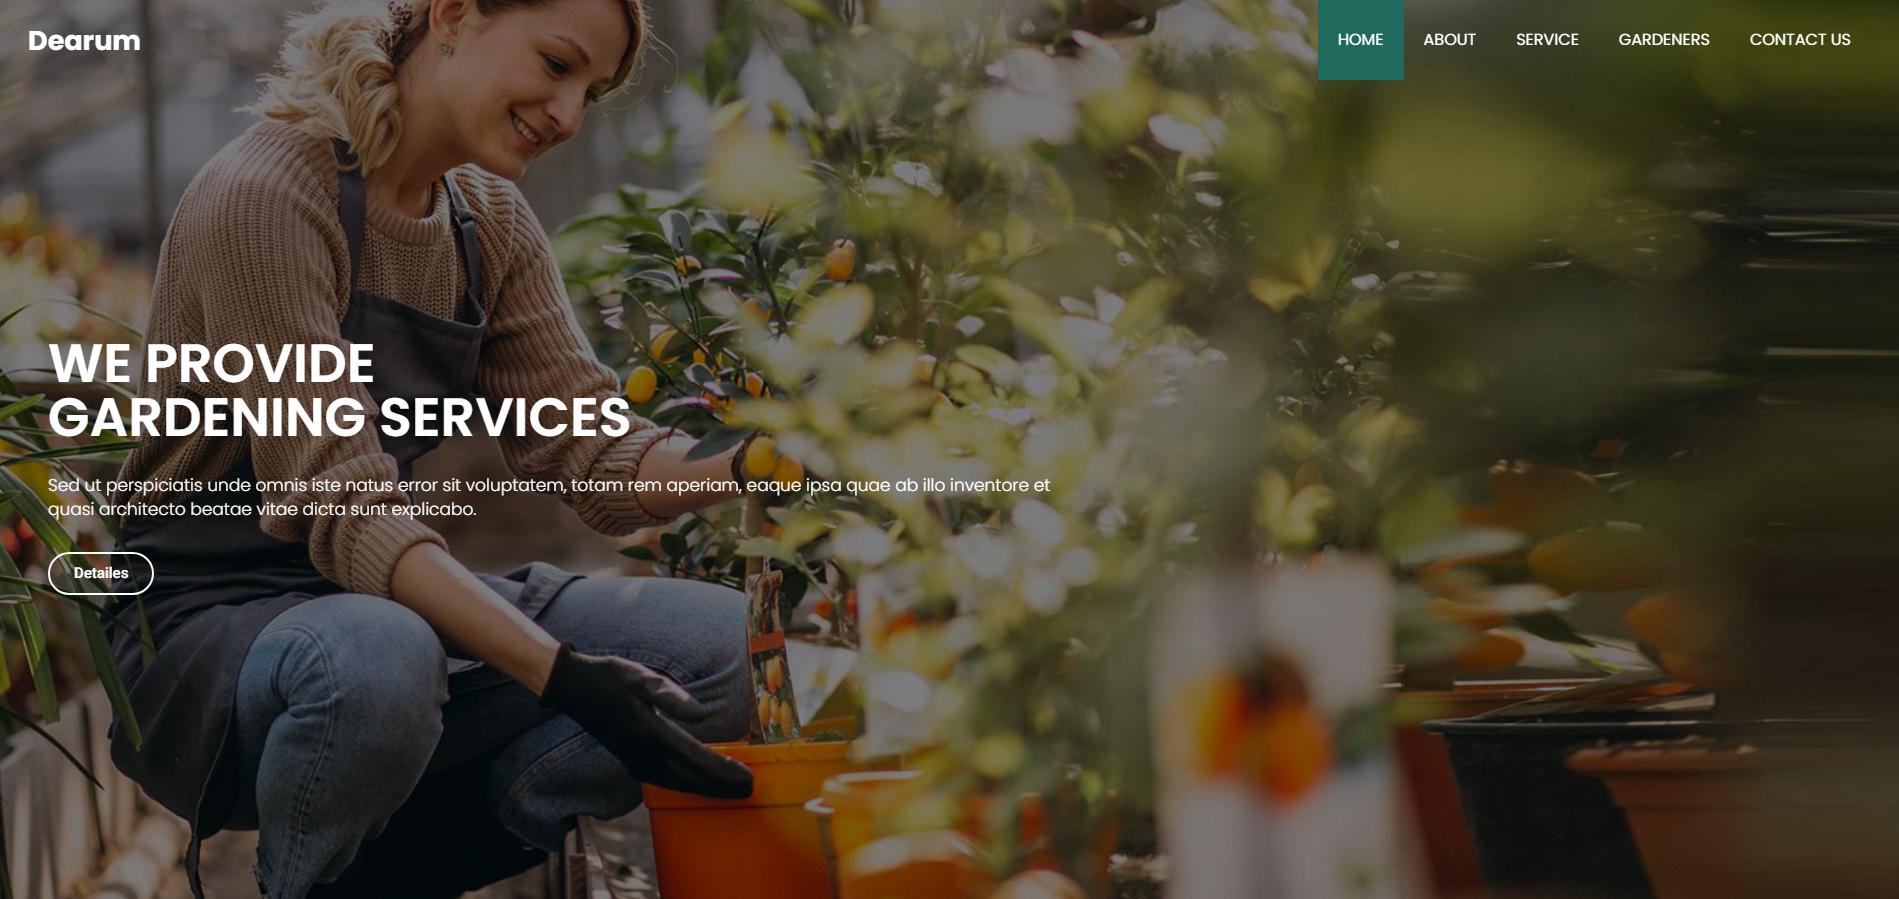 Dearum
HOME
ABOUT
SERVICE
GARDENERS
CONTACT US
WE PROVIDE
GARDENING SERVICES
Sed ut perspiciatis unde omnis iste natus error sit voluptatem, totam rem aperiam, eaque ipsa quae ab illo inventore et
quasi architecto beatae vitae dicta sunt explicabo.
Detailes